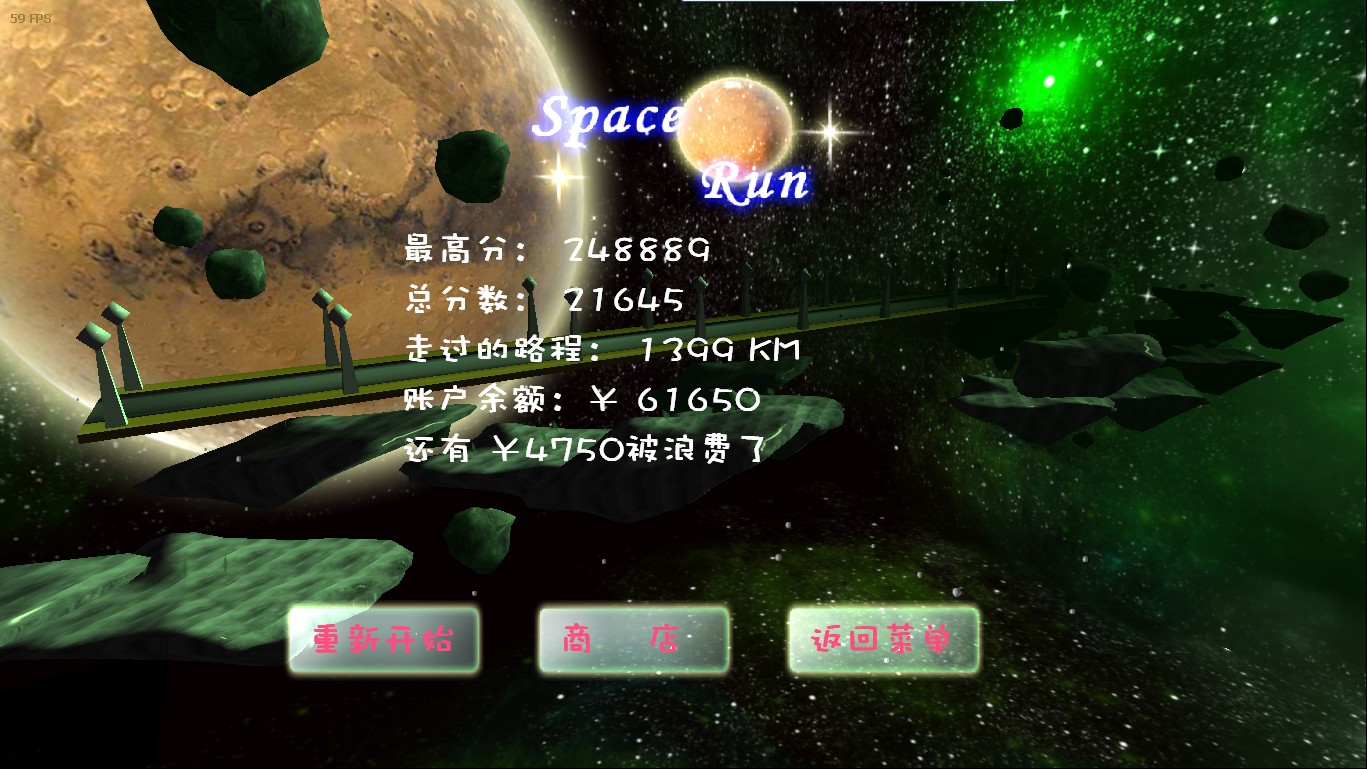 59 FPS
Space
Run
最高分： 248889
总分数： 21645
走过的路程： 1399 KM
账户余额：￥ 61650
还有 ￥4750被浪费了
重新开始 商 店 返回菜单